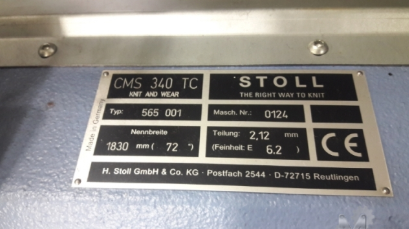 CMS 340 TC
KNIT AND WEAR
STOLL
THE RIGHT WAY TO KNIT
Typ: 565 001
Masch. Nr.: 0124
Nennbreite
1830 mm ( 72 ")
Teilung: 2,12 mm
(Feinheit: E 6.2 )
CE
H. Stoll GmbH & Co. KG · Postfach 2544 · D-72715 Reutlingen
Made in Germany